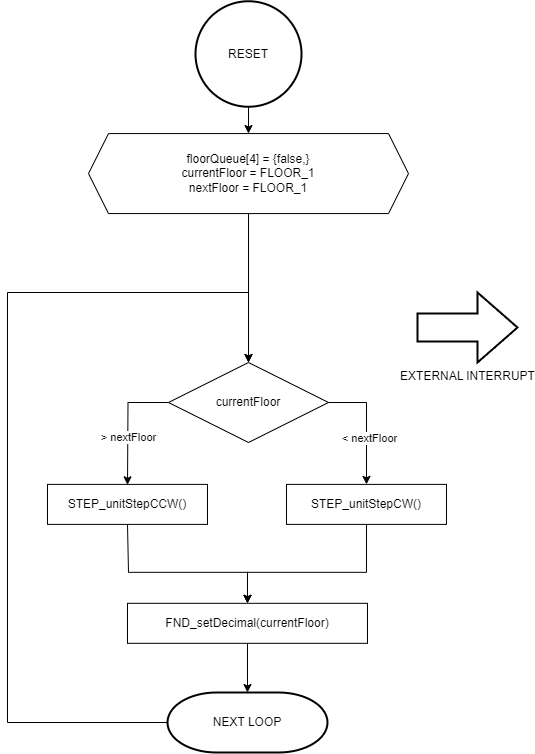 RESET
floorQueue[4] = {false,}
currentFloor = FLOOR_1
nextFloor = FLOOR_1
EXTERNAL INTERRUPT
currentFloor
> nextFloor
< nextFloor
STEP_unitStepCCW()
STEP_unitStepCW()
FND_setDecimal(currentFloor)
NEXT LOOP